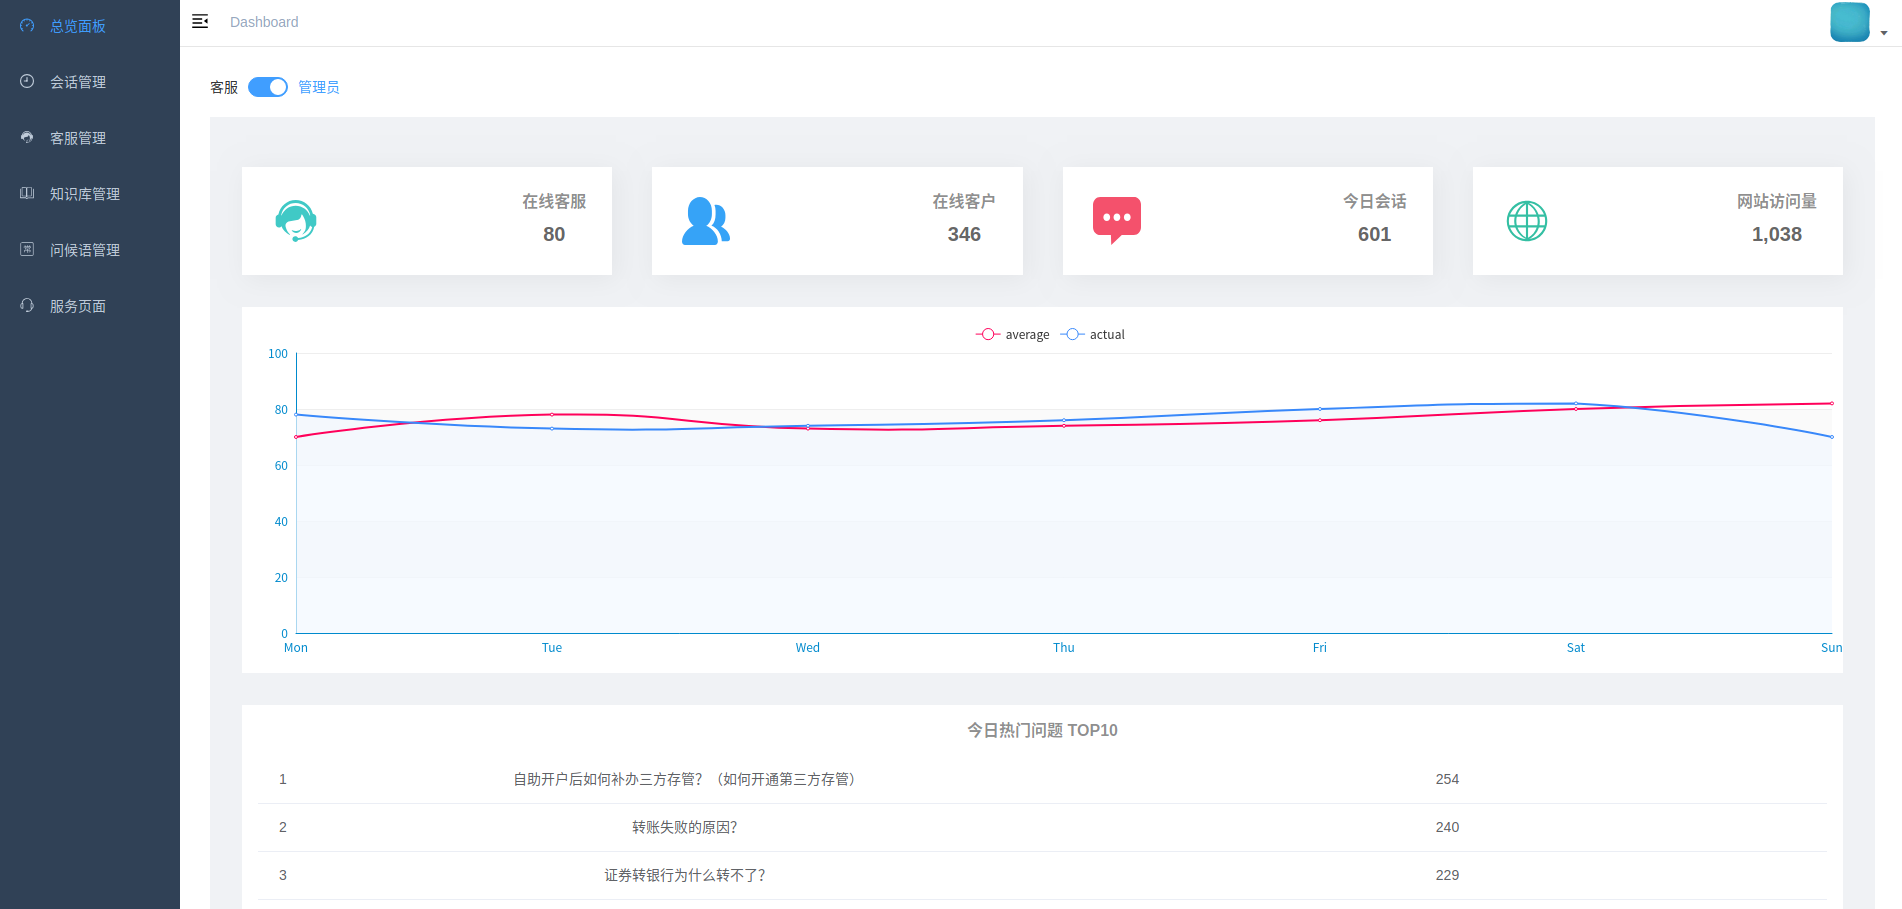 总览面板
会话管理
客服管理
知识库管理
问候语管理
服务页面
Dashboard
客服 管理员
在线客服
80
在线客户
346
今日会话
601
网站访问量
1,038
average actual
100
80
60
40
20
0
Mon Tue Wed Thu Fri Sat Sun
今日热门问题 TOP10
1 自助开户后如何补办三方存管？（如何开通第三方存管） 254
2 转账失败的原因？ 240
3 证券转银行为什么转不了？ 229